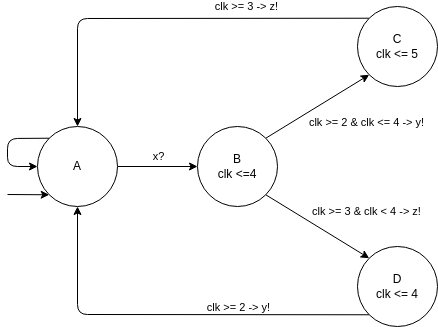 clk >= 3 -> z!
C
clk <= 5
clk >= 2 & clk <= 4 -> y!
x?
A
B
clk <=4
clk >= 3 & clk < 4 -> z!
D
clk <= 4
clk >= 2 -> y!